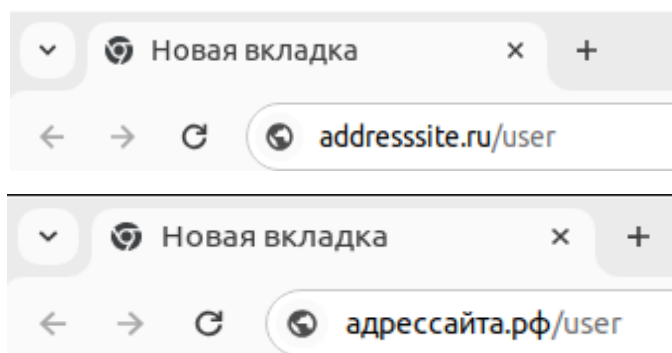 Новая вкладка
addresssite.ru/user
Новая вкладка
адрессайта.рф/user